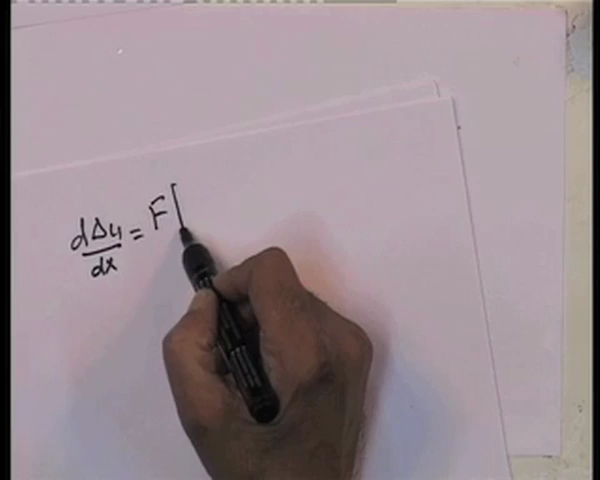 dΔu/dx = F[